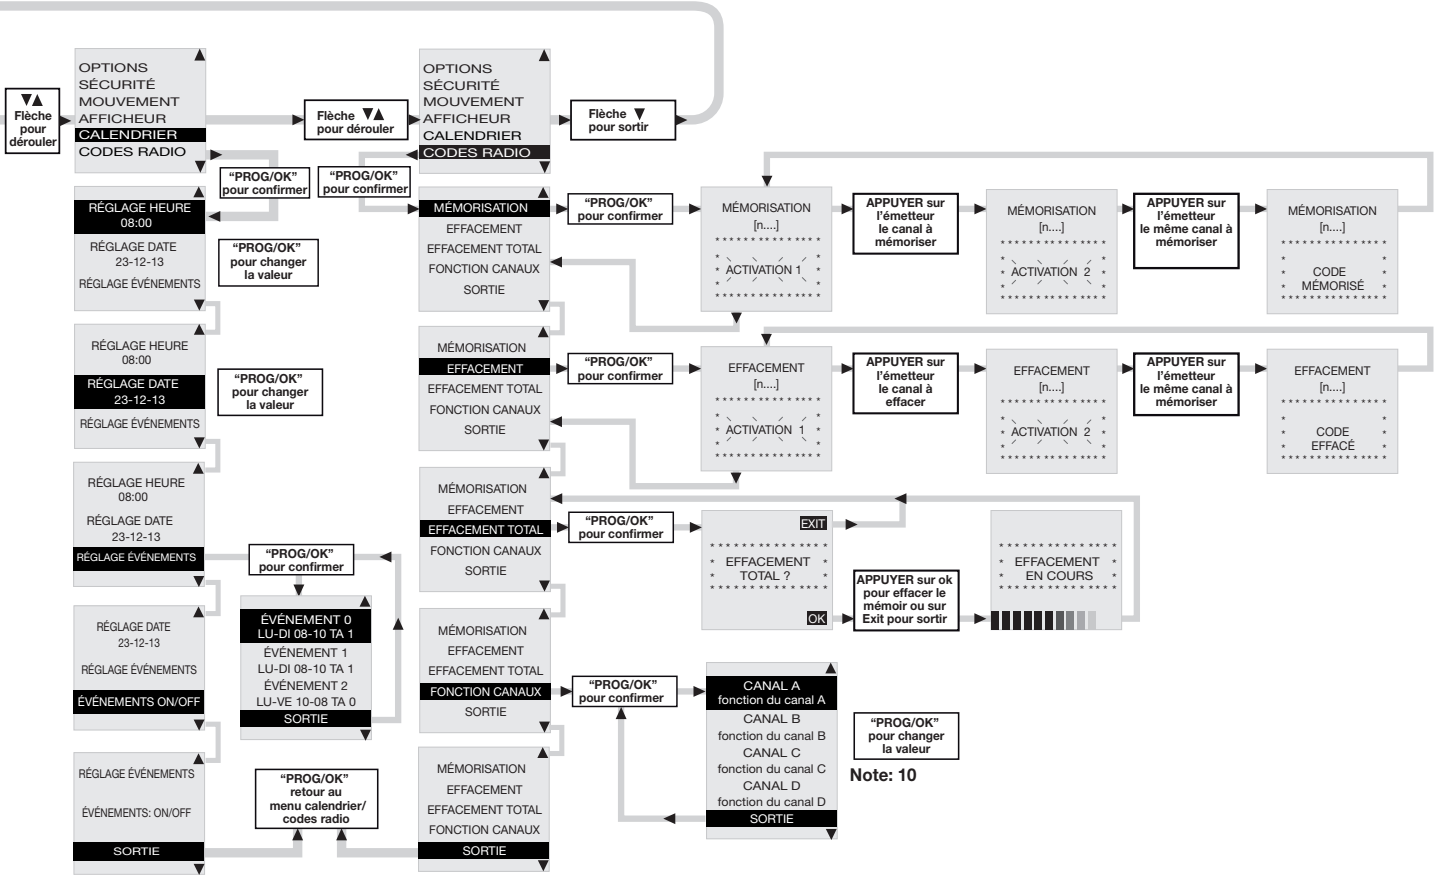 Flèche
pour
dérouler
OPTIONS
SÉCURITÉ
MOUVEMENT
AFFICHEUR
CALENDRIER
CODES RADIO
Flèche
pour dérouler
OPTIONS
SÉCURITÉ
MOUVEMENT
AFFICHEUR
CALENDRIER
CODES RADIO
Flèche
pour sortir
“PROG/OK”
pour confirmer
“PROG/OK”
pour confirmer
RÉGLAGE HEURE
08:00
RÉGLAGE DATE
23-12-13
RÉGLAGE ÉVÉNEMENTS
“PROG/OK”
pour changer
la valeur
RÉGLAGE HEURE
08:00
RÉGLAGE DATE
23-12-13
RÉGLAGE ÉVÉNEMENTS
“PROG/OK”
pour changer
la valeur
RÉGLAGE HEURE
08:00
RÉGLAGE DATE
23-12-13
RÉGLAGE ÉVÉNEMENTS
“PROG/OK”
pour confirmer
ÉVÉNEMENT 0
LU-DI 08-10 TA 1
ÉVÉNEMENT 1
LU-DI 08-10 TA 1
ÉVÉNEMENT 2
LU-VE 10-08 TA 0
SORTIE
RÉGLAGE DATE
23-12-13
RÉGLAGE ÉVÉNEMENTS
ÉVÉNEMENTS ON/OFF
RÉGLAGE ÉVÉNEMENTS
ÉVÉNEMENTS: ON/OFF
SORTIE
“PROG/OK”
retour au
menu calendrier/
codes radio
MÉMORISATION
EFFACEMENT
EFFACEMENT TOTAL
FONCTION CANAUX
SORTIE
“PROG/OK”
pour confirmer
MÉMORISATION
[n....]
ACTIVATION 1
APPUYER sur
l’émetteur
le canal à
mémoriser
MÉMORISATION
[n....]
ACTIVATION 2
APPUYER sur
l’émetteur
le même canal à
mémoriser
MÉMORISATION
[n....]
CODE
MÉMORISÉ
MÉMORISATION
EFFACEMENT
EFFACEMENT TOTAL
FONCTION CANAUX
SORTIE
“PROG/OK”
pour confirmer
EFFACEMENT
[n....]
ACTIVATION 1
APPUYER sur
l’émetteur
le canal à
effacer
EFFACEMENT
[n....]
ACTIVATION 2
APPUYER sur
l’émetteur
le même canal à
mémoriser
EFFACEMENT
[n....]
CODE
EFFACÉ
MÉMORISATION
EFFACEMENT
EFFACEMENT TOTAL
FONCTION CANAUX
SORTIE
“PROG/OK”
pour confirmer
EXIT
EFFACEMENT
TOTAL ?
OK
APPUYER sur ok
pour effacer le
mémoir ou sur
Exit pour sortir
EFFACEMENT
EN COURS
MÉMORISATION
EFFACEMENT
EFFACEMENT TOTAL
FONCTION CANAUX
SORTIE
“PROG/OK”
pour confirmer
CANAL A
fonction du canal A
CANAL B
fonction du canal B
CANAL C
fonction du canal C
CANAL D
fonction du canal D
SORTIE
“PROG/OK”
pour changer
la valeur
Note: 10
MÉMORISATION
EFFACEMENT
EFFACEMENT TOTAL
FONCTION CANAUX
SORTIE